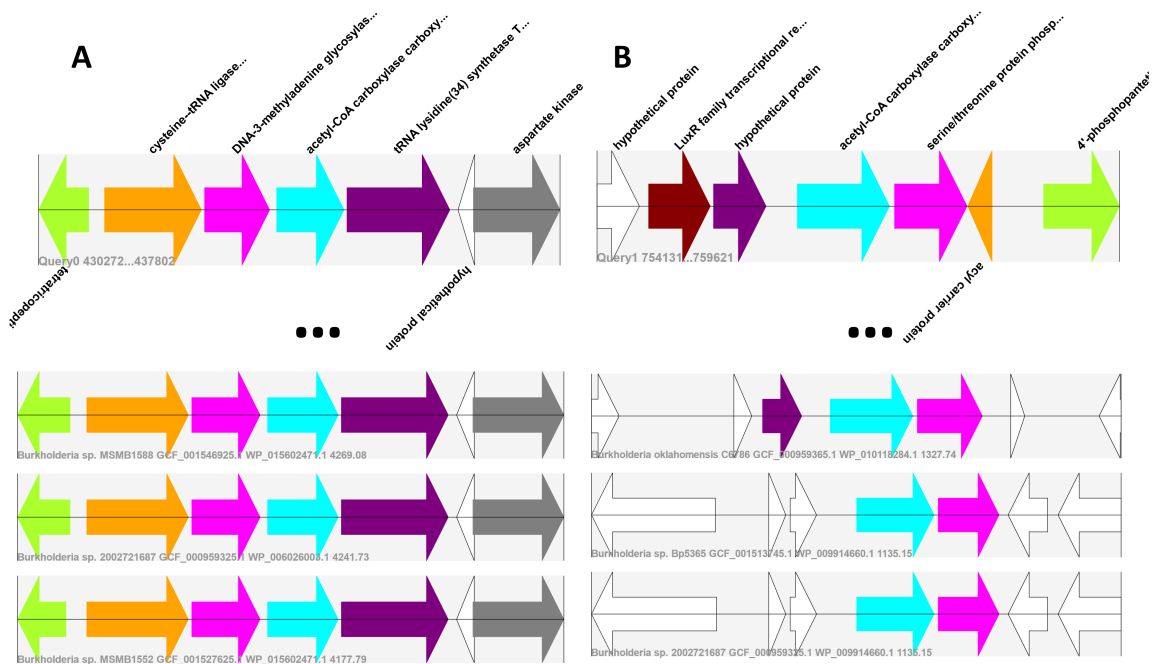 A
cysteine--tRNA ligase...
DNA-3-methyladenine glycosylas...
acetyl-CoA carboxylase carboxy...
tRNA lysidine(34) synthetase T...
aspartate kinase
Query0 430272...437802
tetratricopepti
hypothetical protein
Burkholderia sp. MSMB1588 GCF_001546925.1 WP_015602471.1 4269.08
Burkholderia sp. 2002721687 GCF_000959325.1 WP_006026003.1 4241.73
Burkholderia sp. MSMB1552 GCF_001527625.1 WP_015602471.1 4177.79
B
hypothetical protein
LuxR family transcriptional re...
hypothetical protein
acetyl-CoA carboxylase carboxy...
serine/threonine protein phosp...
4'-phosphopanteth
Query1 754131...759621
acyl carrier protein
Burkholderia oklahomensis C6786 GCF_000959365.1 WP_010118284.1 1327.74
Burkholderia sp. Bp5365 GCF_001513745.1 WP_009914660.1 1135.15
Burkholderia sp. 2002721687 GCF_000959325.1 WP_009914660.1 1135.15